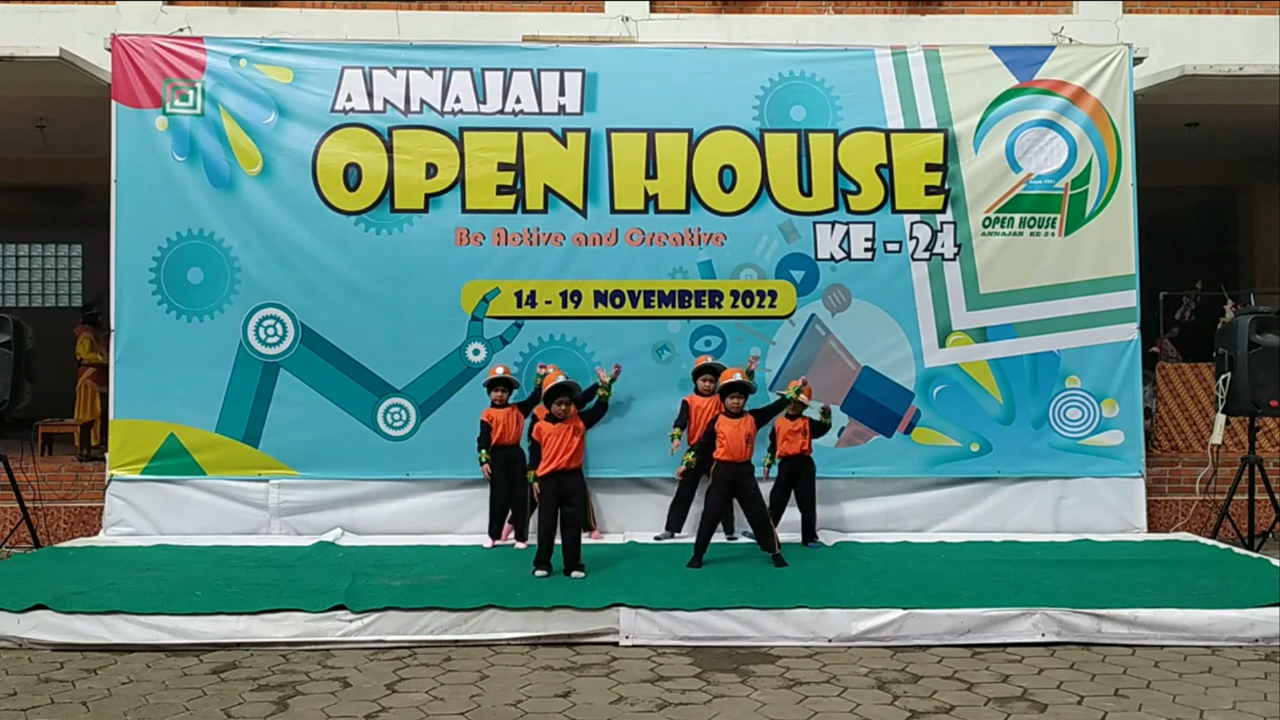 ANNAJAH
OPEN HOUSE
Be Active and Creative
KE - 24
14 - 19 NOVEMBER 2022
OPEN HOUSE
ANNAJAH KE-24